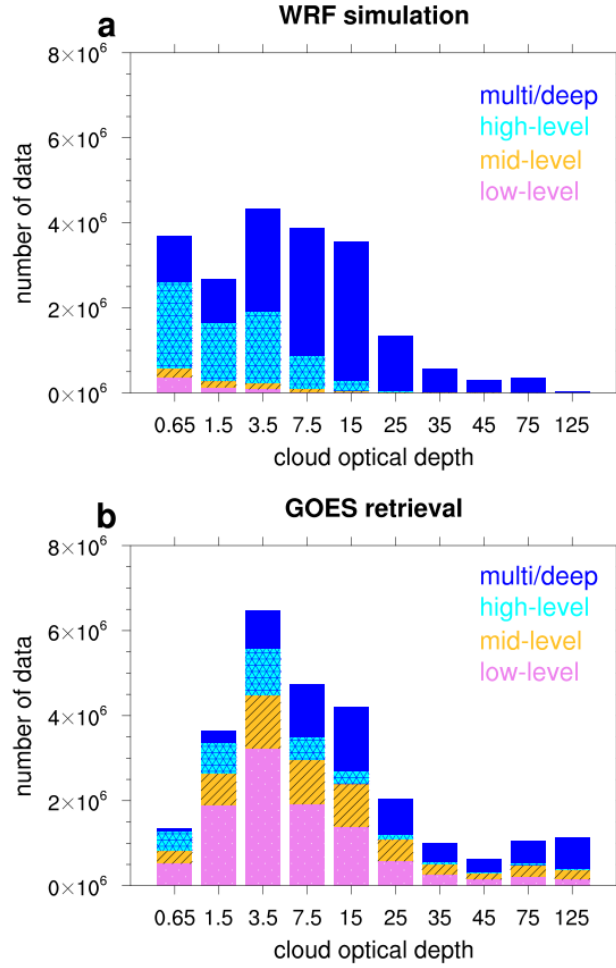 a
WRF simulation
8×10⁶
6×10⁶
4×10⁶
2×10⁶
0×10⁶
number of data
multi/deep
high-level
mid-level
low-level
0.65 1.5 3.5 7.5 15 25 35 45 75 125
cloud optical depth
b
GOES retrieval
8×10⁶
6×10⁶
4×10⁶
2×10⁶
0×10⁶
number of data
multi/deep
high-level
mid-level
low-level
0.65 1.5 3.5 7.5 15 25 35 45 75 125
cloud optical depth